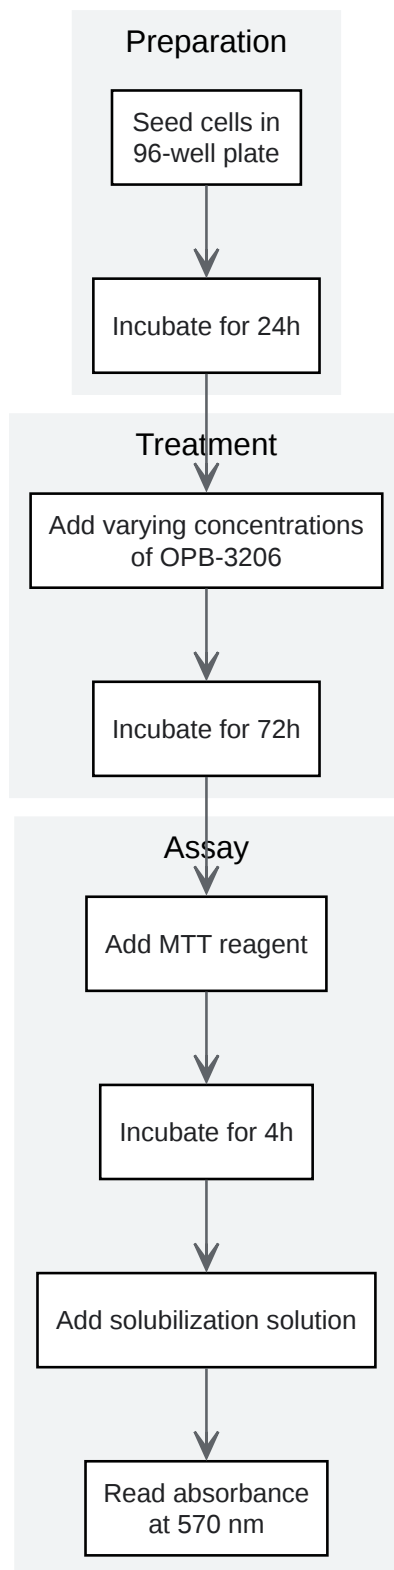 Preparation
Seed cells in
96-well plate
Incubate for 24h
Treatment
Add varying concentrations
of OPB-3206
Incubate for 72h
Assay
Add MTT reagent
Incubate for 4h
Add solubilization solution
Read absorbance
at 570 nm